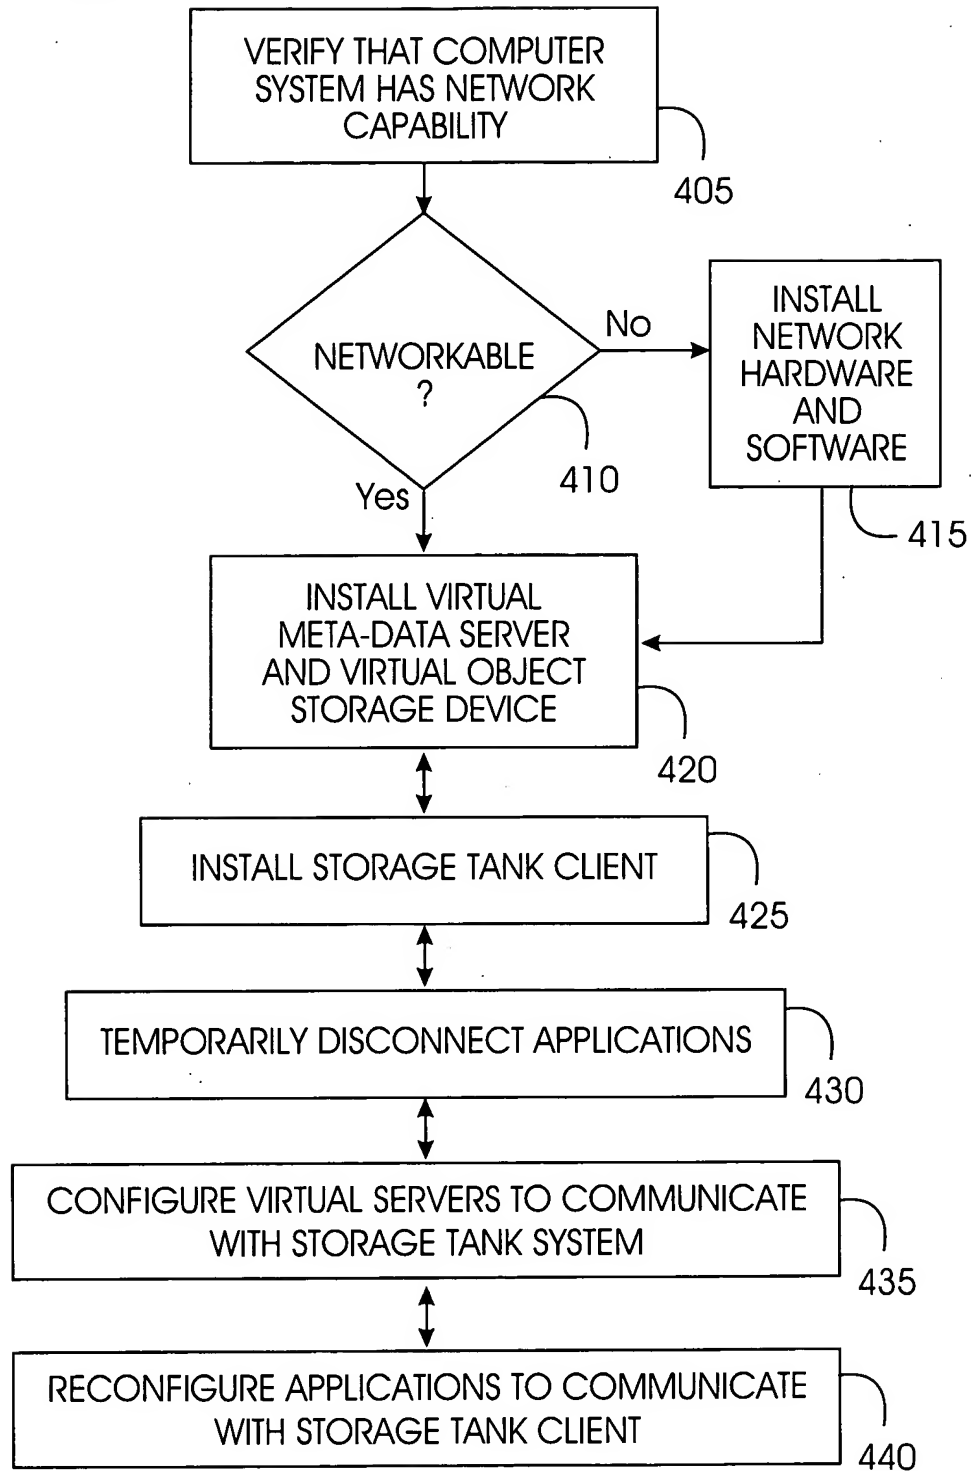 VERIFY THAT COMPUTER
SYSTEM HAS NETWORK
CAPABILITY
405
NETWORKABLE
?
410
No
INSTALL
NETWORK
HARDWARE
AND
SOFTWARE
415
Yes
INSTALL VIRTUAL
META-DATA SERVER
AND VIRTUAL OBJECT
STORAGE DEVICE
420
INSTALL STORAGE TANK CLIENT
425
TEMPORARILY DISCONNECT APPLICATIONS
430
CONFIGURE VIRTUAL SERVERS TO COMMUNICATE
WITH STORAGE TANK SYSTEM
435
RECONFIGURE APPLICATIONS TO COMMUNICATE
WITH STORAGE TANK CLIENT
440